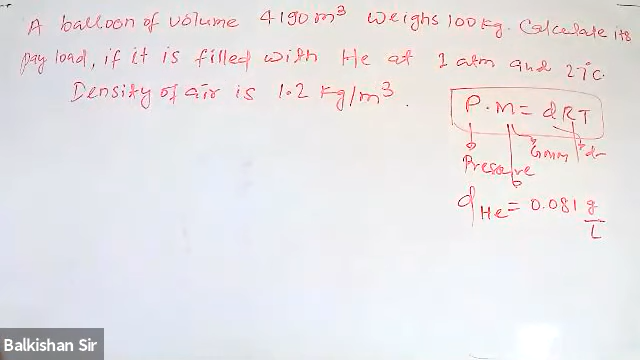 A balloon of volume 4190 m³ weighs 100 kg. Calculate its
pay load, if it is filled with He at 1 atm and 27°c.
Density of air is 1.2 kg/m³.
P.M = dRT
Pressure
GMM
d He = 0.081 g/L
Balkishan Sir